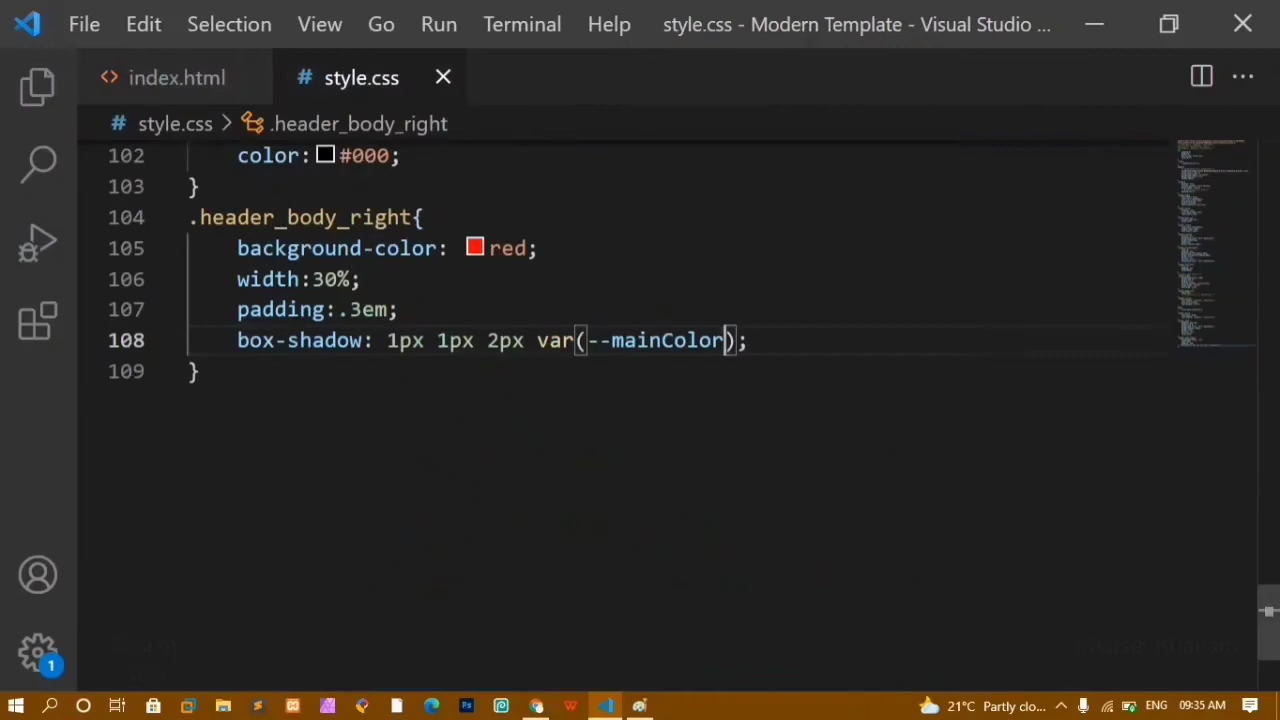 File Edit Selection View Go Run Terminal Help style.css - Modern Template - Visual Studio ...
index.html # style.css
# style.css > .header_body_right
102 color: #000;
103 }
104 .header_body_right{
105 background-color: red;
106 width:30%;
107 padding:.3em;
108 box-shadow: 1px 1px 2px var(--mainColor);
109 }
1
21°C Partly clo... ENG 09:35 AM